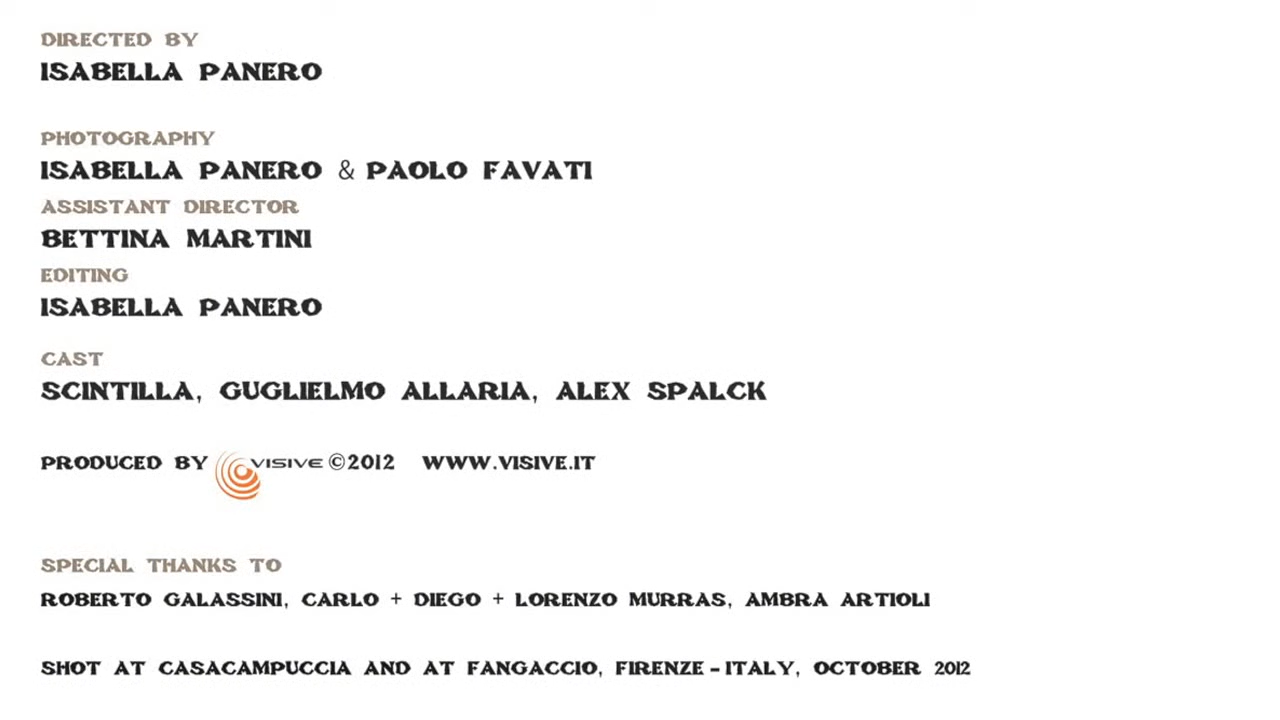 DIRECTED BY
ISABELLA PANERO
PHOTOGRAPHY
ISABELLA PANERO & PAOLO FAVATI
ASSISTANT DIRECTOR
BETTINA MARTINI
EDITING
ISABELLA PANERO
CAST
SCINTILLA, GUGLIELMO ALLARIA, ALEX SPALCK
PRODUCED BY VISIVE ©2012 WWW.VISIVE.IT
SPECIAL THANKS TO
ROBERTO GALASSINI, CARLO + DIEGO + LORENZO MURRAS, AMBRA ARTIOLI
SHOT AT CASACAMPUCCIA AND AT FANGACCIO, FIRENZE - ITALY, OCTOBER 2012